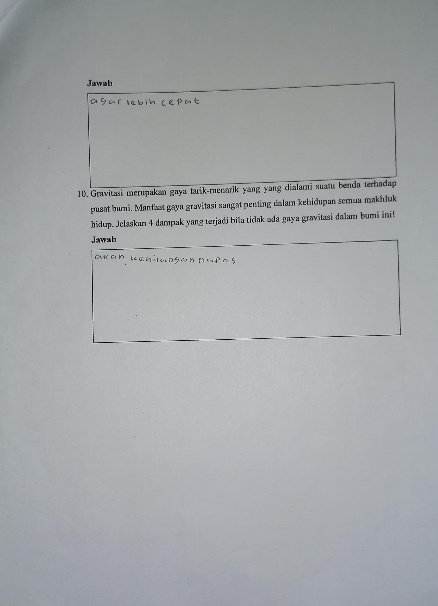 Jawab
agar lebih cepat
10. Gravitasi merupakan gaya tarik-menarik yang yang dialami suatu benda terhadap
pusat bumi. Manfaat gaya gravitasi sangat penting dalam kehidupan semua makhluk
hidup. Jelaskan 4 dampak yang terjadi bila tidak ada gaya gravitasi dalam bumi ini!
Jawab
akan kehilangan napas